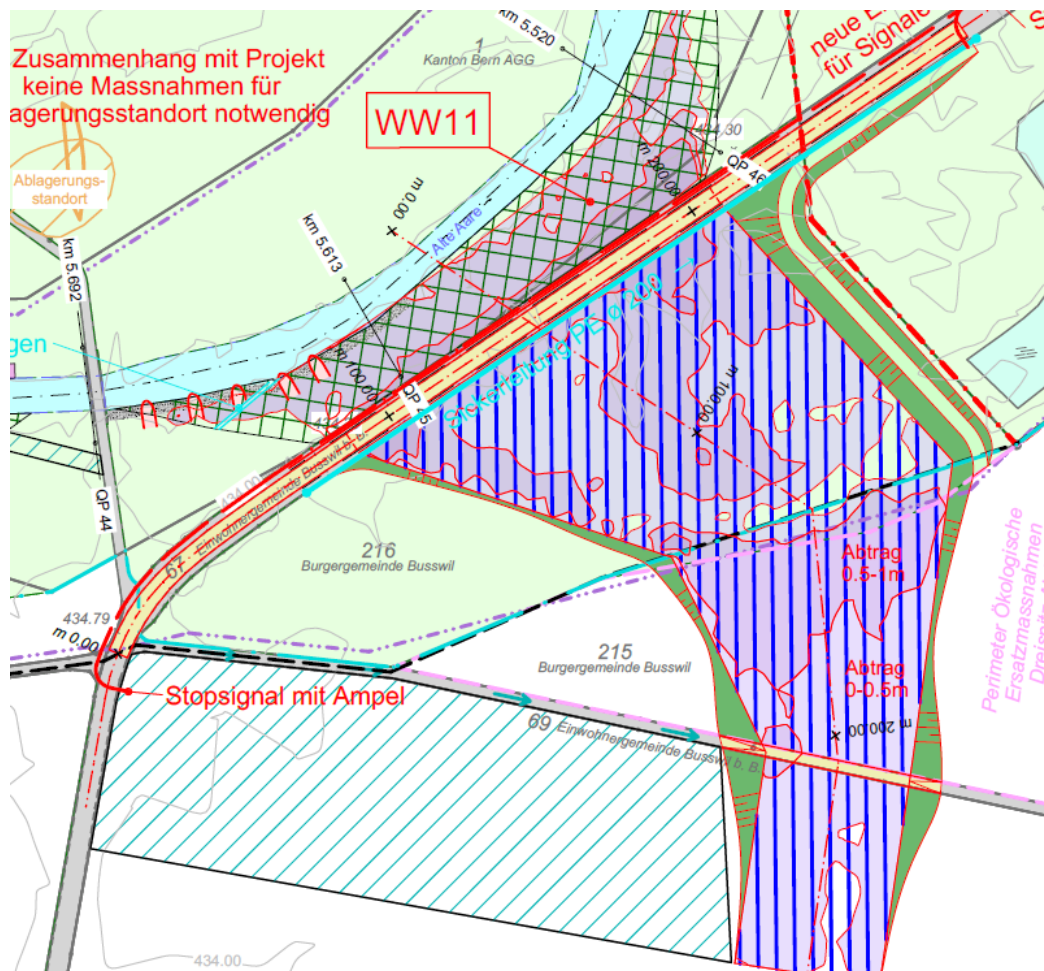 Zusammenhang mit Projekt
keine Massnahmen für
agerungsstandort notwendig
Ablagerungs-
standort
km 5.692
gen
QP 44
1
Kanton Bern AGG
km 5.520
WW11
434.30
QP 46
neue E
für Signale
S
m 0.00
Alte Aare
km 5.613
m 200.00
m 100.00
QP 45
Sickerleitung PE ø 200
m 100.00
434.00
67 Einwohnergemeinde Busswil b. B.
216
Burgergemeinde Busswil
434.79
m 0.00
Stopsignal mit Ampel
215
Burgergemeinde Busswil
69 Einwohnergemeinde Busswil b. B.
Abtrag
0.5-1m
Abtrag
0-0.5m
m 200.00
Perimeter Ökologische
Ersatzmassnahmen
434.00